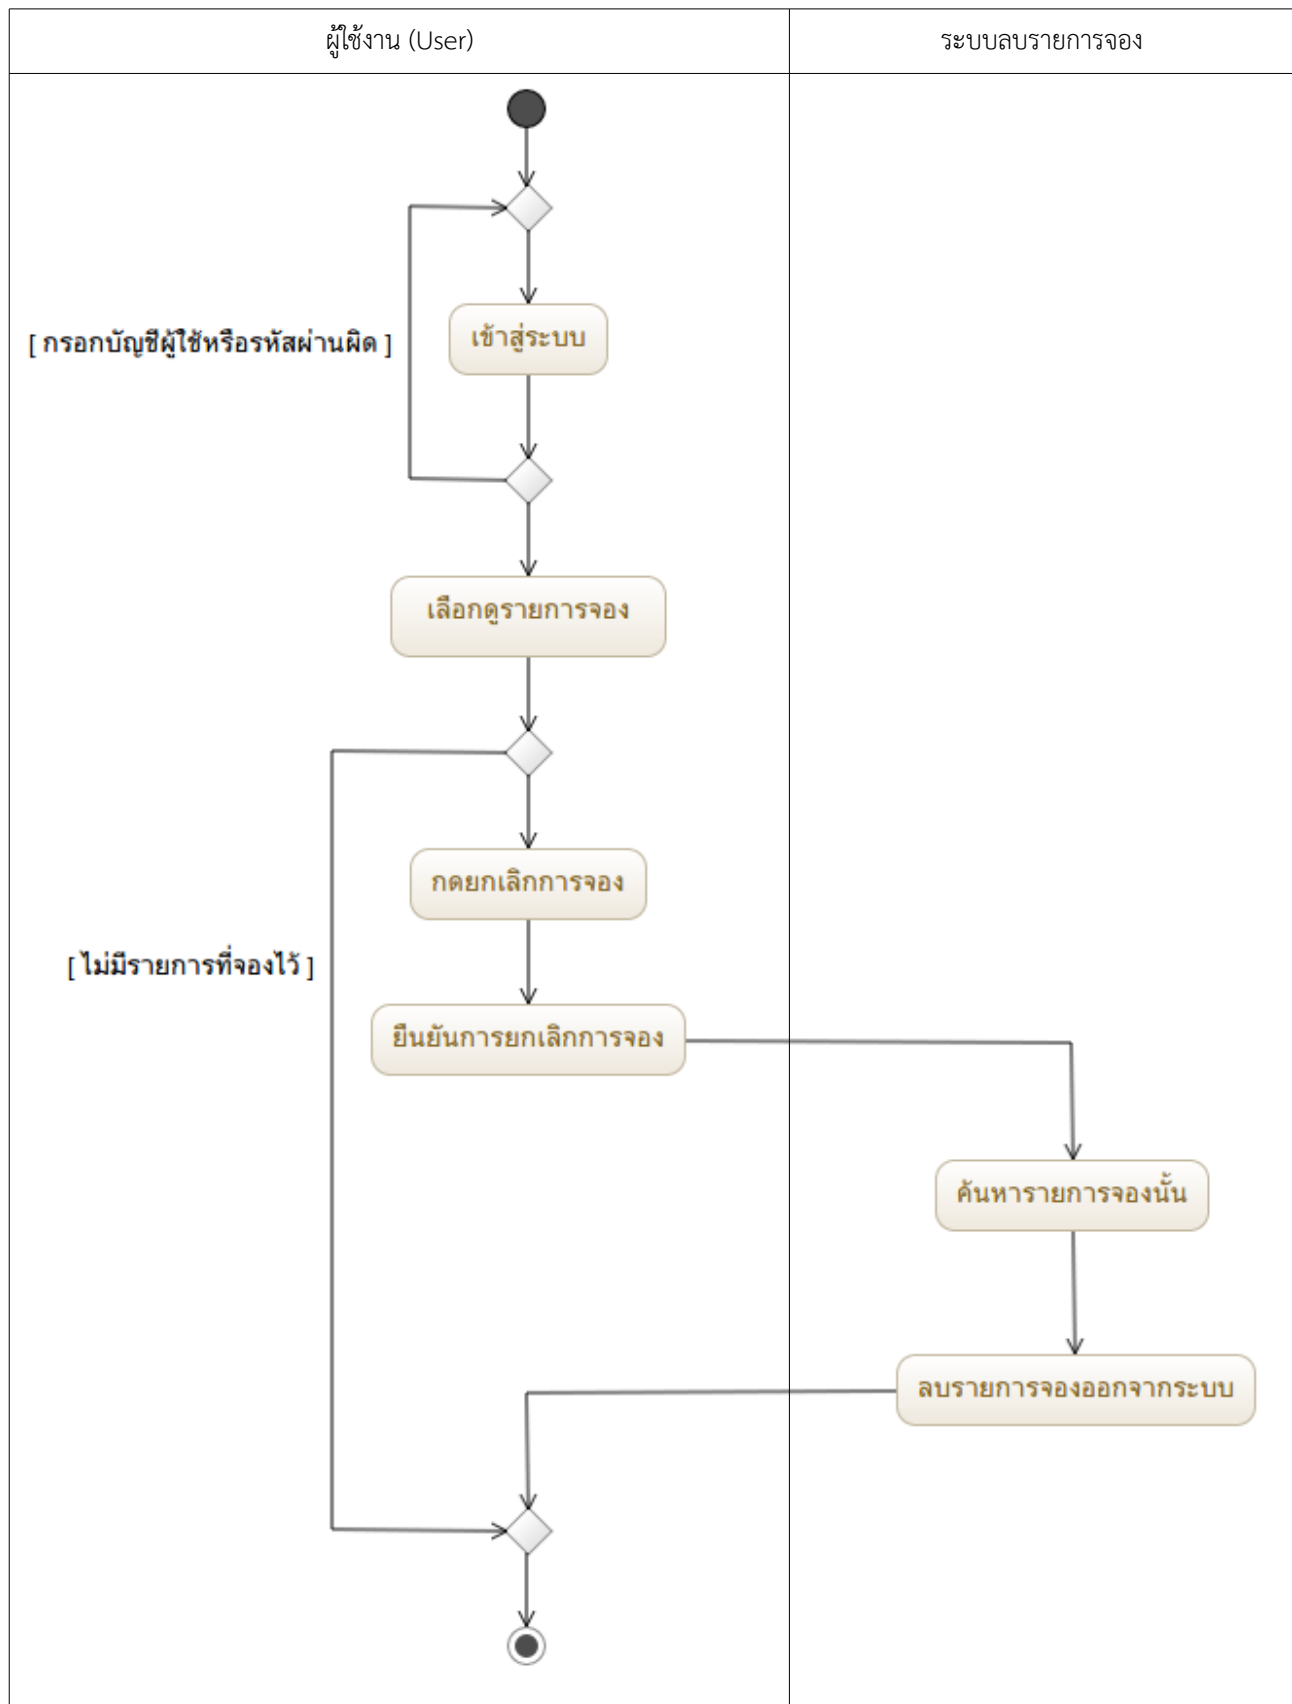 ผู้ใช้งาน (User)
ระบบลบรายการจอง
[ กรอกบัญชีผู้ใช้หรือรหัสผ่านผิด ]
เข้าสู่ระบบ
เลือกดูรายการจอง
กดยกเลิกการจอง
[ ไม่มีรายการที่จองไว้ ]
ยืนยันการยกเลิกการจอง
ค้นหารายการจองนั้น
ลบรายการจองออกจากระบบ